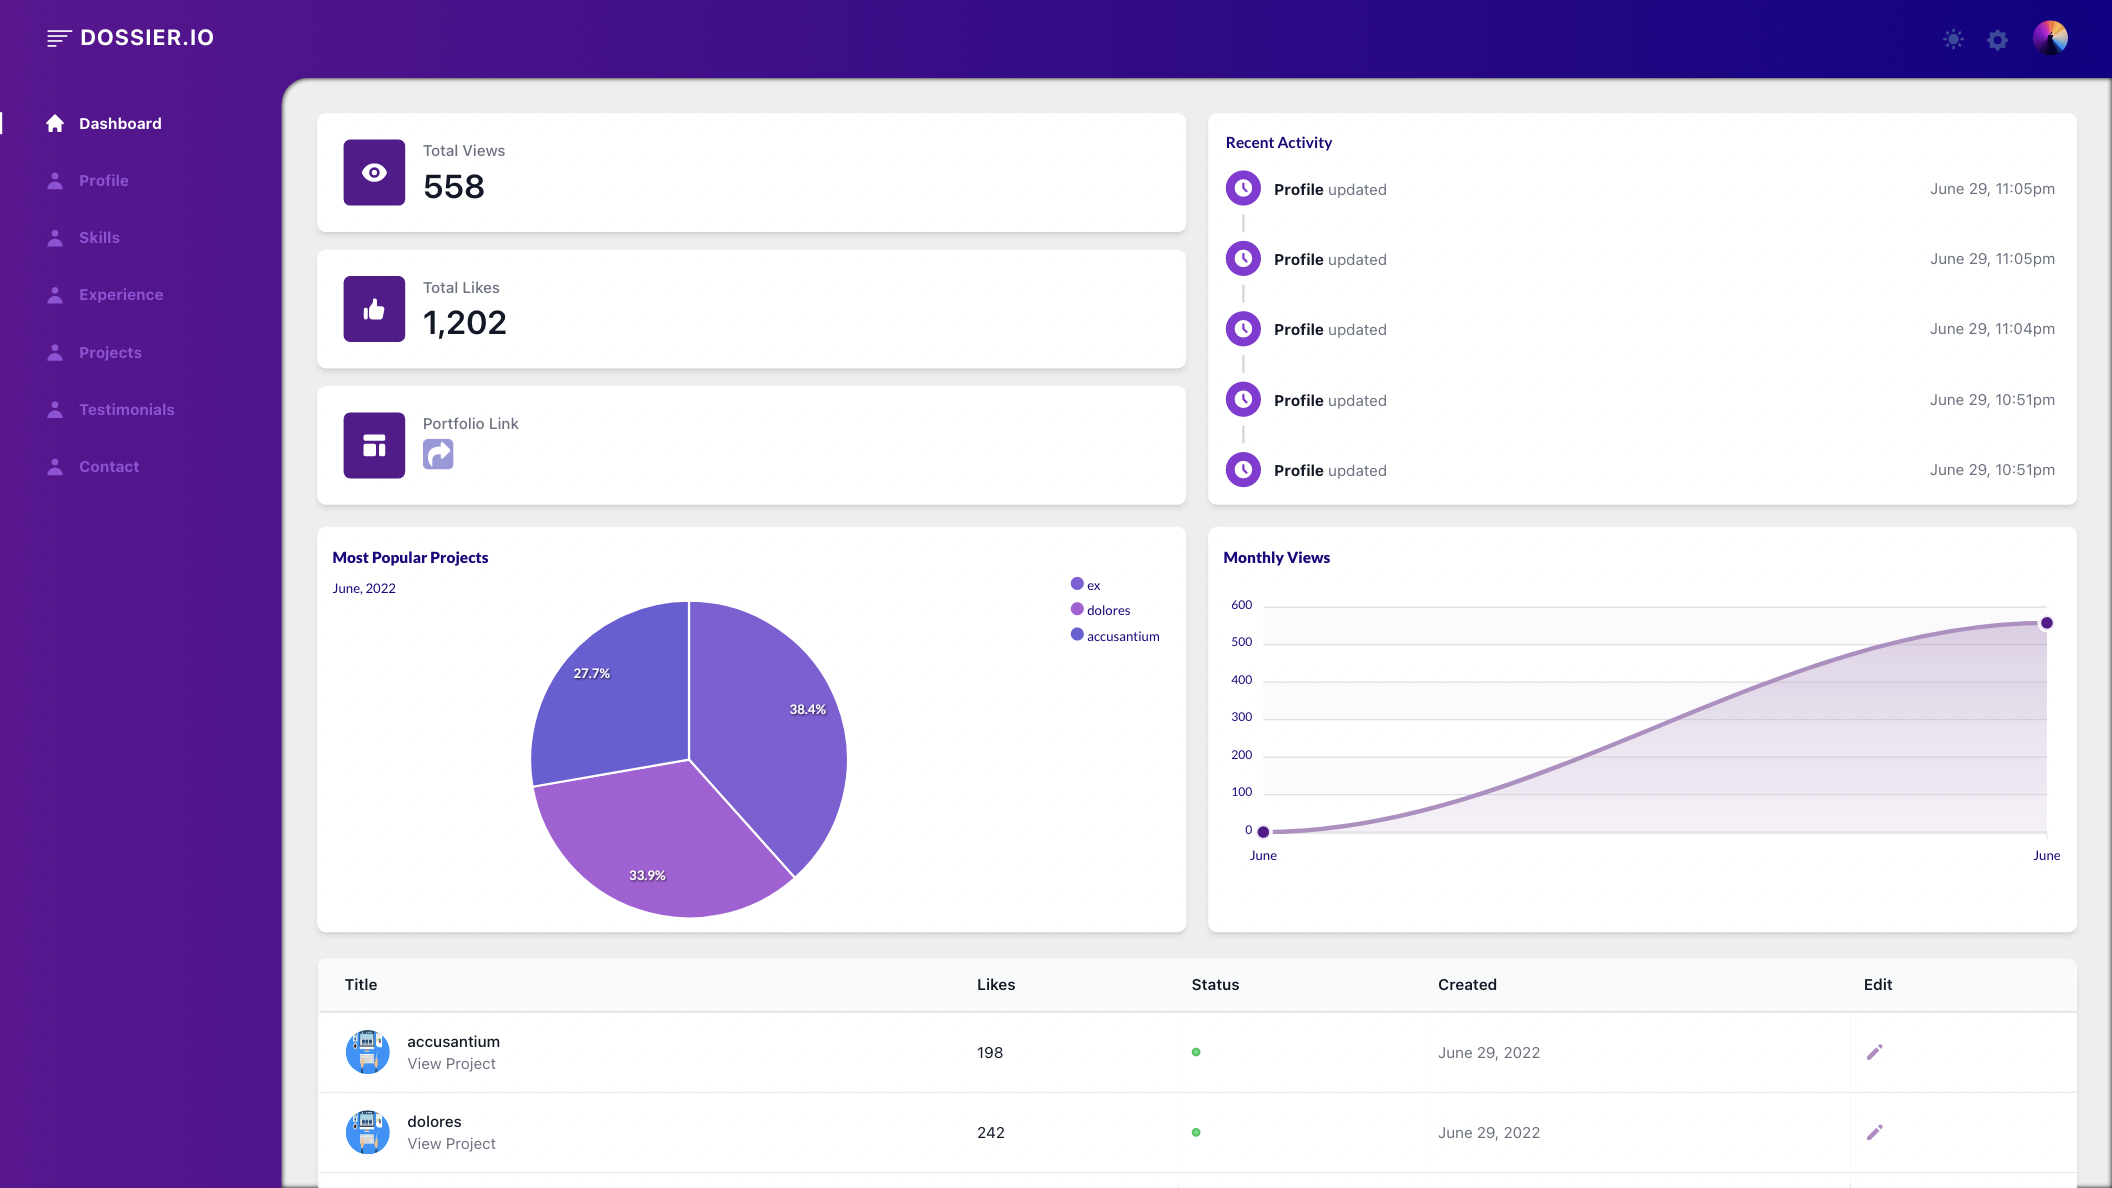 DOSSIER.IO
Dashboard
Profile
Skills
Experience
Projects
Testimonials
Contact
Total Views
558
Total Likes
1,202
Portfolio Link
Recent Activity
Profile updated June 29, 11:05pm
Profile updated June 29, 11:05pm
Profile updated June 29, 11:04pm
Profile updated June 29, 10:51pm
Profile updated June 29, 10:51pm
Most Popular Projects
June, 2022
ex
dolores
accusantium
27.7%
38.4%
33.9%
Monthly Views
600
500
400
300
200
100
0
June June
Title Likes Status Created Edit
accusantium
View Project
198 June 29, 2022
dolores
View Project
242 June 29, 2022